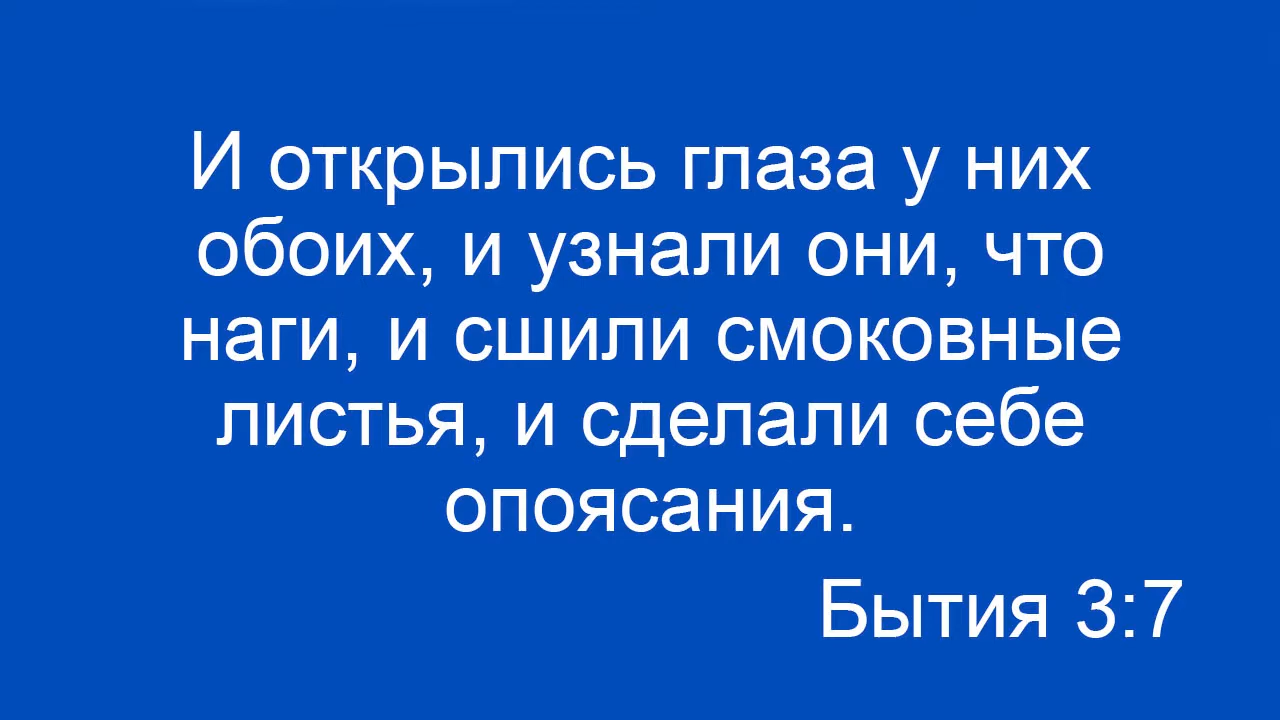 И открылись глаза у них
обоих, и узнали они, что
наги, и сшили смоковные
листья, и сделали себе
опоясания.
Бытия 3:7